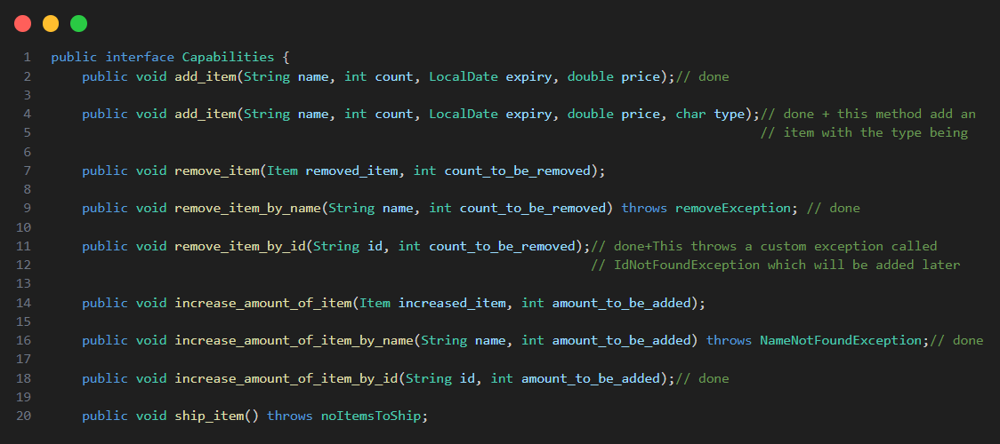 1 public interface Capabilities {
2 public void add_item(String name, int count, LocalDate expiry, double price);// done
3
4 public void add_item(String name, int count, LocalDate expiry, double price, char type);// done + this method add an
5 // item with the type being
6
7 public void remove_item(Item removed_item, int count_to_be_removed);
8
9 public void remove_item_by_name(String name, int count_to_be_removed) throws removeException; // done
10
11 public void remove_item_by_id(String id, int count_to_be_removed);// done+This throws a custom exception called
12 // IdNotFoundException which will be added later
13
14 public void increase_amount_of_item(Item increased_item, int amount_to_be_added);
15
16 public void increase_amount_of_item_by_name(String name, int amount_to_be_added) throws NameNotFoundException;// done
17
18 public void increase_amount_of_item_by_id(String id, int amount_to_be_added);// done
19
20 public void ship_item() throws noItemsToShip;